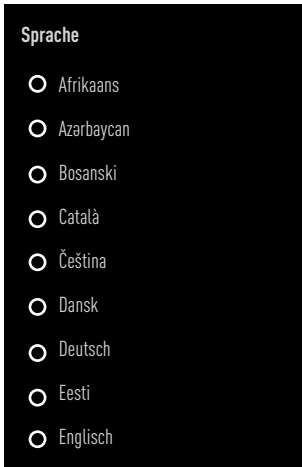 Sprache
Afrikaans
Azərbaycan
Bosanski
Català
Čeština
Dansk
Deutsch
Eesti
Englisch